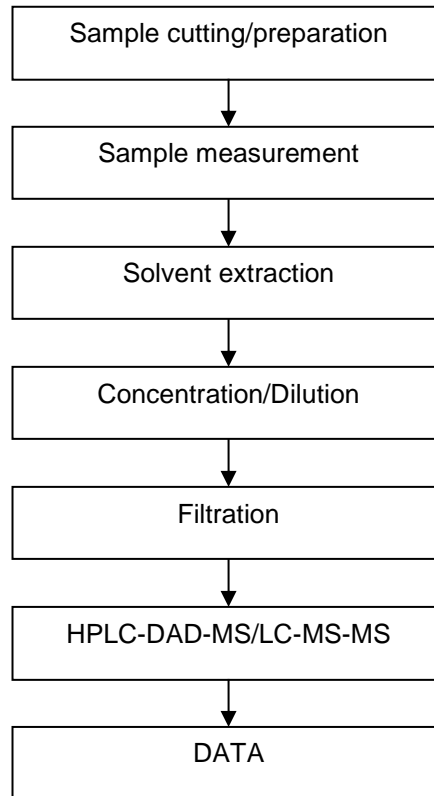 Sample cutting/preparation
Sample measurement
Solvent extraction
Concentration/Dilution
Filtration
HPLC-DAD-MS/LC-MS-MS
DATA